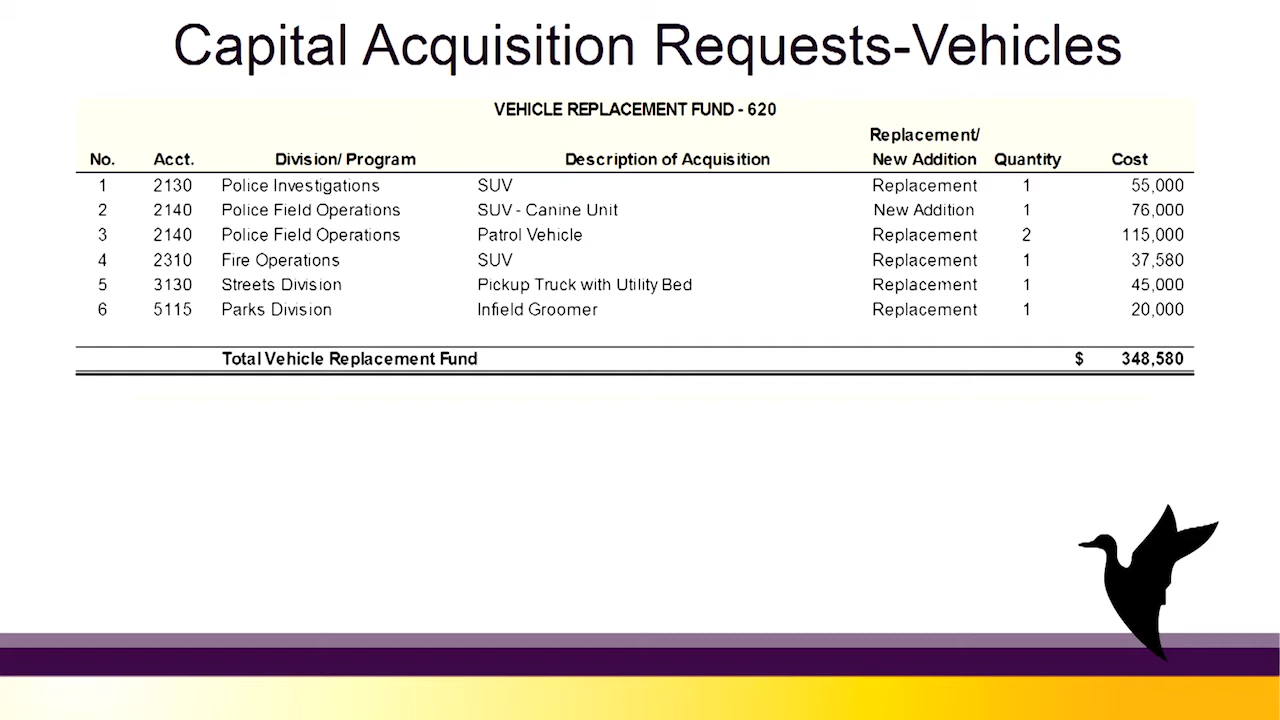 Capital Acquisition Requests-Vehicles
VEHICLE REPLACEMENT FUND - 620
Replacement/
No. Acct. Division/ Program Description of Acquisition New Addition Quantity Cost
1 2130 Police Investigations SUV Replacement 1 55,000
2 2140 Police Field Operations SUV - Canine Unit New Addition 1 76,000
3 2140 Police Field Operations Patrol Vehicle Replacement 2 115,000
4 2310 Fire Operations SUV Replacement 1 37,580
5 3130 Streets Division Pickup Truck with Utility Bed Replacement 1 45,000
6 5115 Parks Division Infield Groomer Replacement 1 20,000
Total Vehicle Replacement Fund $ 348,580